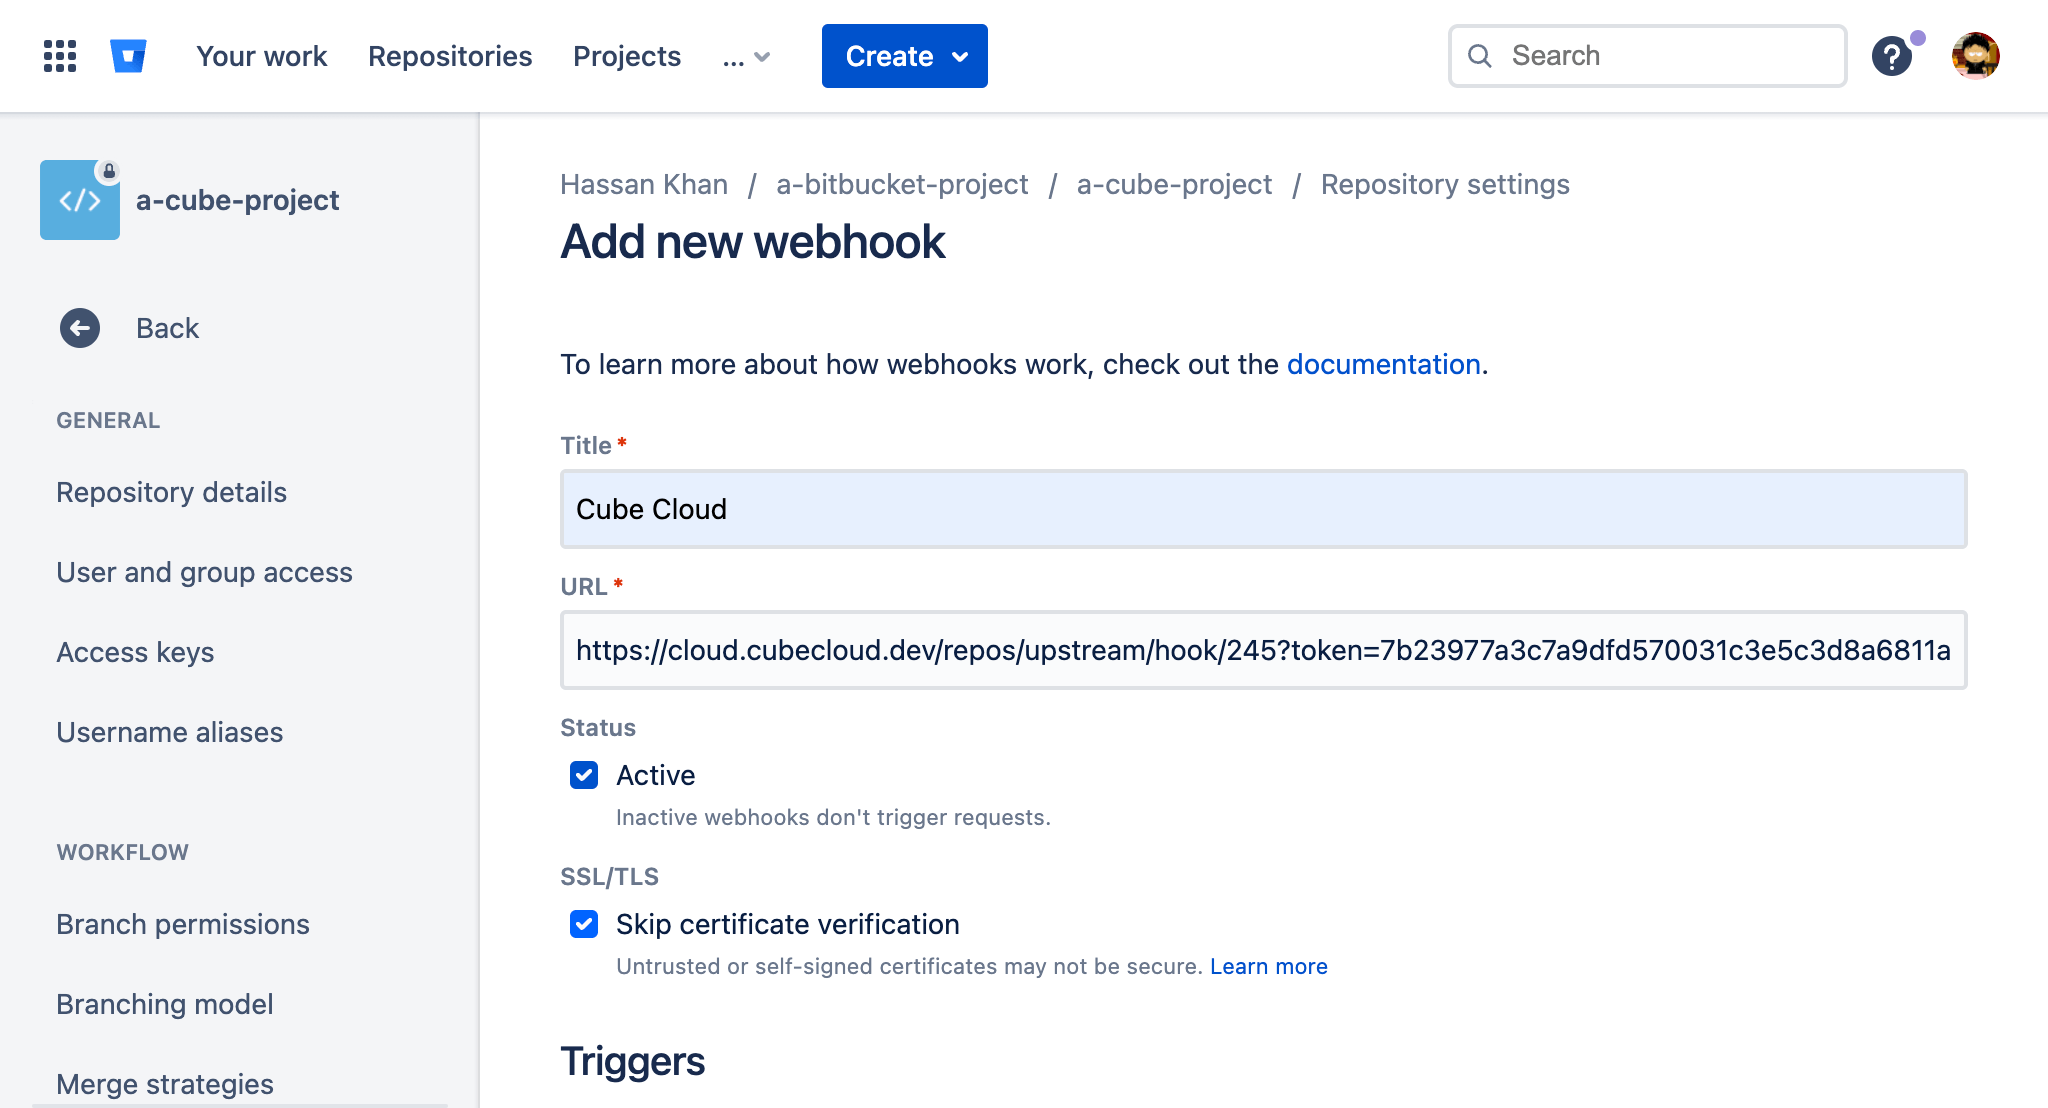 Your work Repositories Projects ... Create Search ?
</> a-cube-project
Back
GENERAL
Repository details
User and group access
Access keys
Username aliases
WORKFLOW
Branch permissions
Branching model
Merge strategies
Hassan Khan / a-bitbucket-project / a-cube-project / Repository settings
Add new webhook
To learn more about how webhooks work, check out the documentation.
Title *
Cube Cloud
URL *
https://cloud.cubecloud.dev/repos/upstream/hook/245?token=7b23977a3c7a9dfd570031c3e5c3d8a6811a
Status
Active
Inactive webhooks don't trigger requests.
SSL/TLS
Skip certificate verification
Untrusted or self-signed certificates may not be secure. Learn more
Triggers